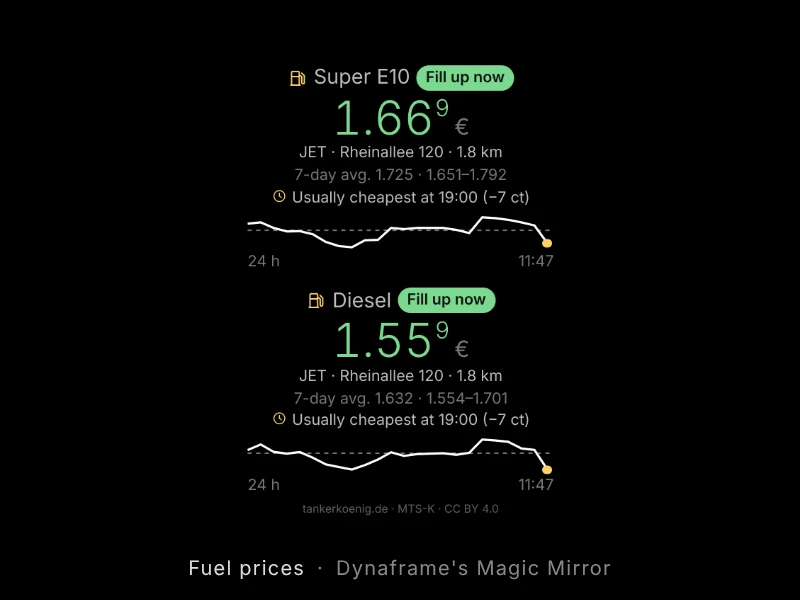 Super E10 Fill up now
1.66⁹ €
JET · Rheinallee 120 · 1.8 km
7-day avg. 1.725 · 1.651–1.792
Usually cheapest at 19:00 (−7 ct)
24 h 11:47
Diesel Fill up now
1.55⁹ €
JET · Rheinallee 120 · 1.8 km
7-day avg. 1.632 · 1.554–1.701
Usually cheapest at 19:00 (−7 ct)
24 h 11:47
tankerkoenig.de · MTS-K · CC BY 4.0
Fuel prices · Dynaframe's Magic Mirror